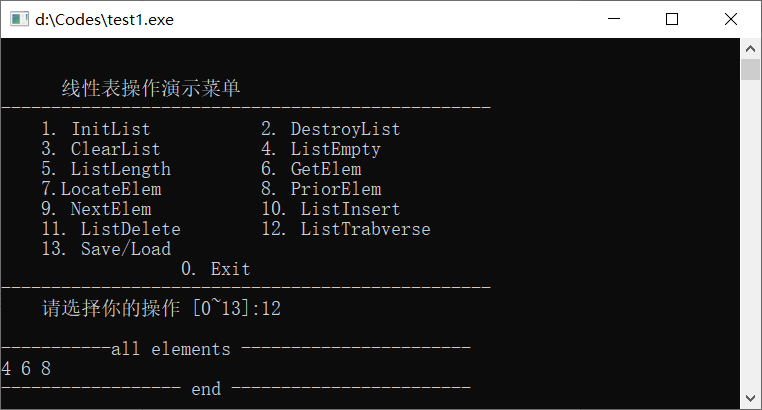 d:\Codes\test1.exe
线性表操作演示菜单
-------------------------------------------------
1. InitList 2. DestroyList
3. ClearList 4. ListEmpty
5. ListLength 6. GetElem
7.LocateElem 8. PriorElem
9. NextElem 10. ListInsert
11. ListDelete 12. ListTrabverse
13. Save/Load
0. Exit
-------------------------------------------------
请选择你的操作 [0~13]:12
-----------all elements -----------------------
4 6 8
------------------ end ------------------------